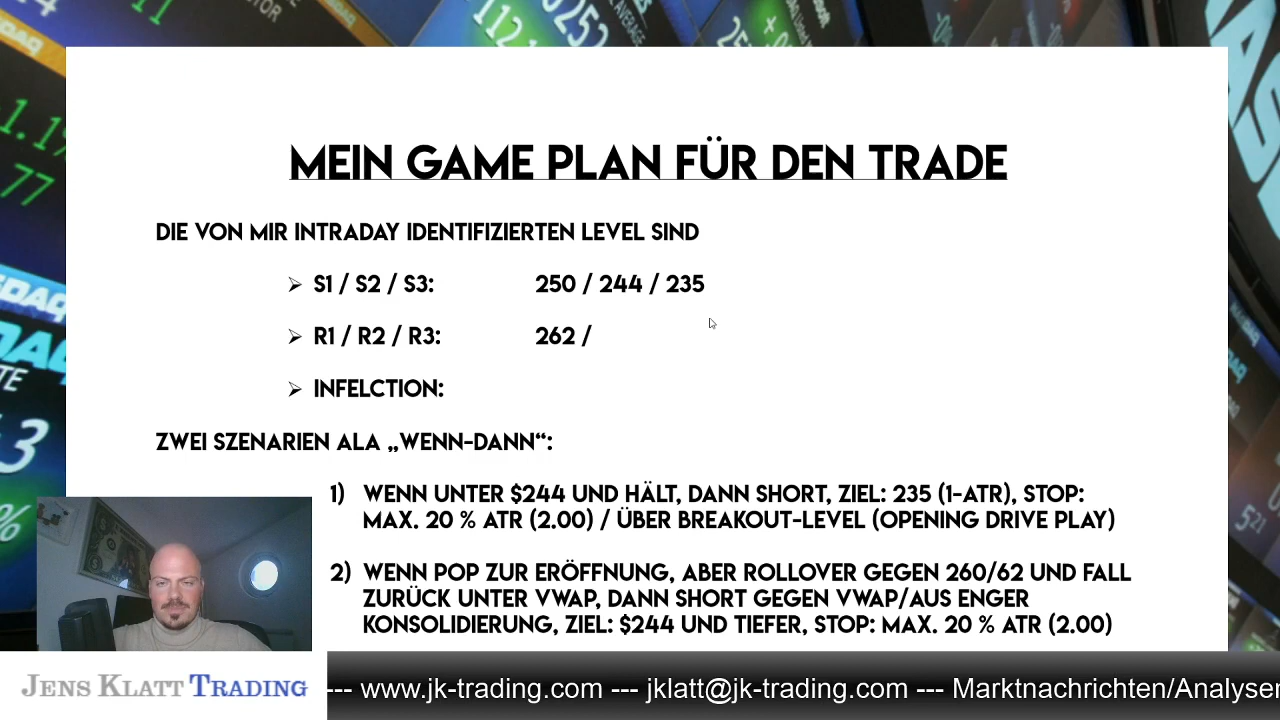 MEIN GAME PLAN FÜR DEN TRADE
DIE VON MIR INTRADAY IDENTIFIZIERTEN LEVEL SIND
➢ S1 / S2 / S3: 250 / 244 / 235
➢ R1 / R2 / R3: 262 /
➢ INFELCTION:
ZWEI SZENARIEN ALA „WENN-DANN“:
1) WENN UNTER $244 UND HÄLT, DANN SHORT, ZIEL: 235 (1-ATR), STOP:
MAX. 20 % ATR (2.00) / ÜBER BREAKOUT-LEVEL (OPENING DRIVE PLAY)
2) WENN POP ZUR ERÖFFNUNG, ABER ROLLOVER GEGEN 260/62 UND FALL
ZURÜCK UNTER VWAP, DANN SHORT GEGEN VWAP/AUS ENGER
KONSOLIDIERUNG, ZIEL: $244 UND TIEFER, STOP: MAX. 20 % ATR (2.00)
JENS KLATT TRADING
--- www.jk-trading.com --- jklatt@jk-trading.com --- Marktnachrichten/Analysen